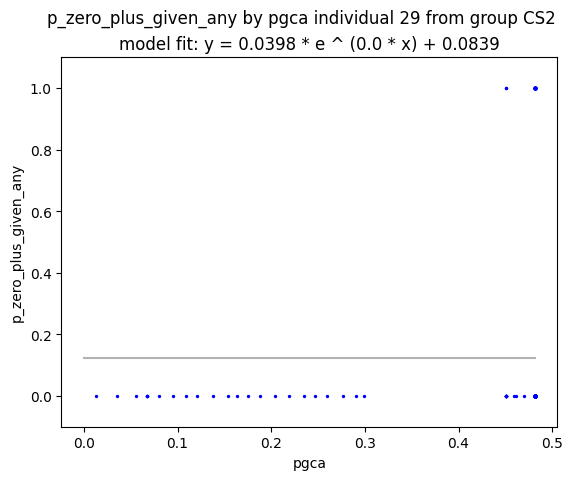 p_zero_plus_given_any by pgca individual 29 from group CS2
model fit: y = 0.0398 * e ^ (0.0 * x) + 0.0839
1.0
0.8
0.6
0.4
0.2
0.0
p_zero_plus_given_any
0.0 0.1 0.2 0.3 0.4 0.5
pgca